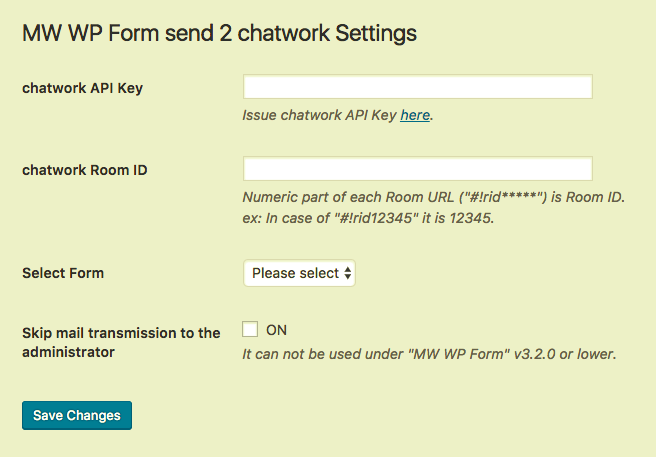 MW WP Form send 2 chatwork Settings
chatwork API Key
Issue chatwork API Key here.
chatwork Room ID
Numeric part of each Room URL ("#!rid*****") is Room ID.
ex: In case of "#!rid12345" it is 12345.
Select Form
Please select
Skip mail transmission to the
administrator
ON
It can not be used under "MW WP Form" v3.2.0 or lower.
Save Changes